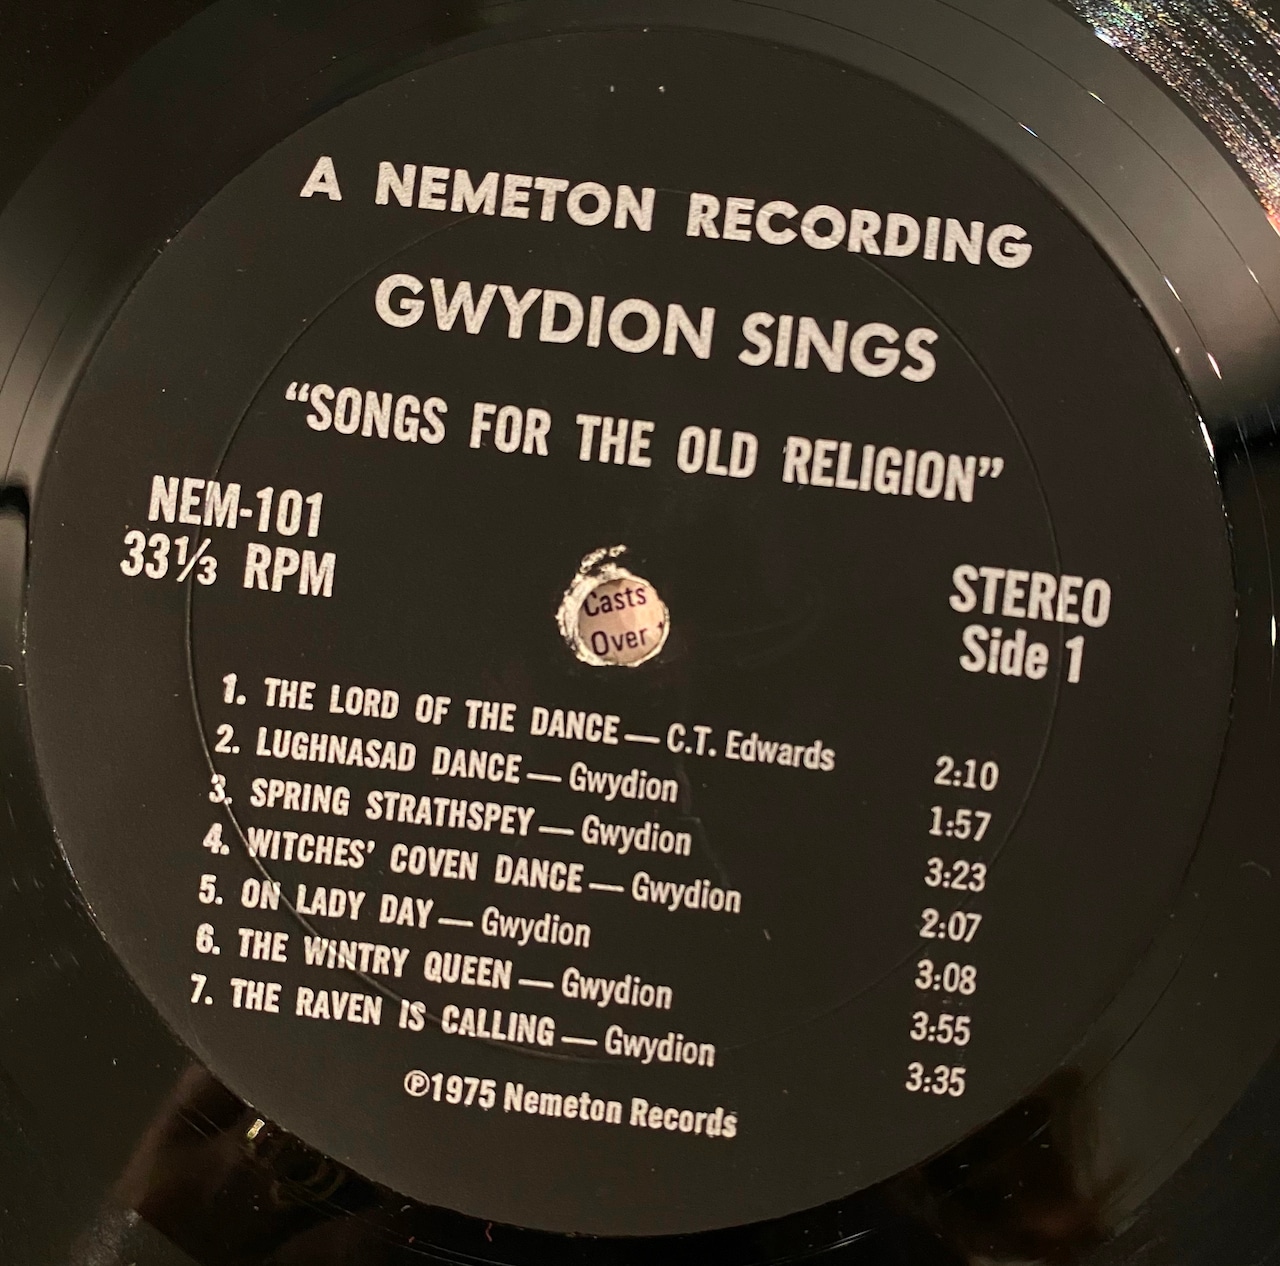 A NEMETON RECORDING
GWYDION SINGS
“SONGS FOR THE OLD RELIGION”
NEM-101
33⅓ RPM
STEREO
Side 1
Casts
Over
1. THE LORD OF THE DANCE — C.T. Edwards 2:10
2. LUGHNASAD DANCE — Gwydion 1:57
3. SPRING STRATHSPEY — Gwydion 3:23
4. WITCHES’ COVEN DANCE — Gwydion 2:07
5. ON LADY DAY — Gwydion 3:08
6. THE WINTRY QUEEN — Gwydion 3:55
7. THE RAVEN IS CALLING — Gwydion 3:35
℗1975 Nemeton Records